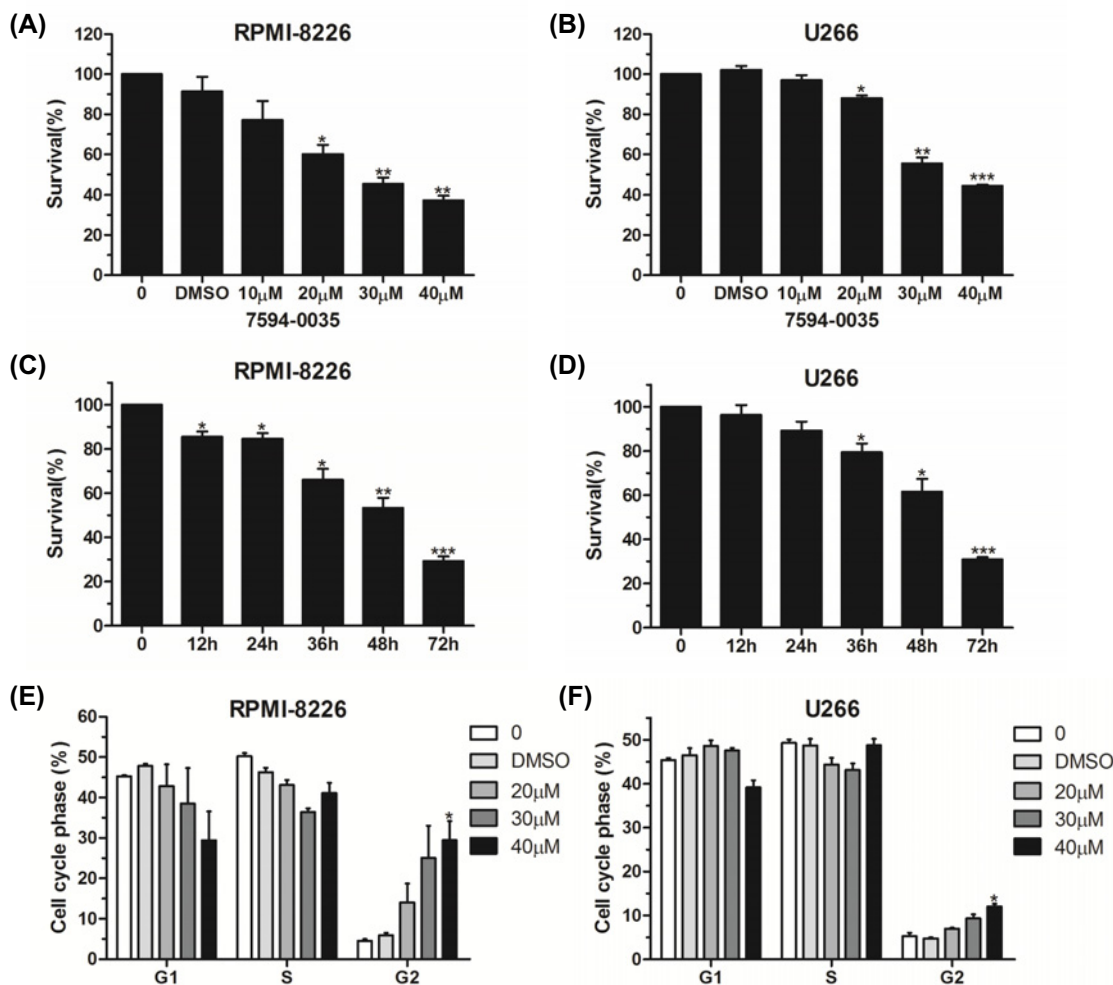 (A)
RPMI-8226
Survival(%)
120
100
80
60
40
20
0
*
**
**
0 DMSO 10μM 20μM 30μM 40μM
7594-0035
(B)
U266
Survival(%)
120
100
80
60
40
20
0
*
**
***
0 DMSO 10μM 20μM 30μM 40μM
7594-0035
(C)
RPMI-8226
Survival(%)
100
80
60
40
20
0
*
*
*
**
***
0 12h 24h 36h 48h 72h
(D)
U266
Survival(%)
100
80
60
40
20
0
*
*
***
0 12h 24h 36h 48h 72h
(E)
RPMI-8226
Cell cycle phase (%)
60
50
40
30
20
10
0
*
G1 S G2
0
DMSO
20μM
30μM
40μM
(F)
U266
Cell cycle phase (%)
50
40
30
20
10
0
*
G1 S G2
0
DMSO
20μM
30μM
40μM